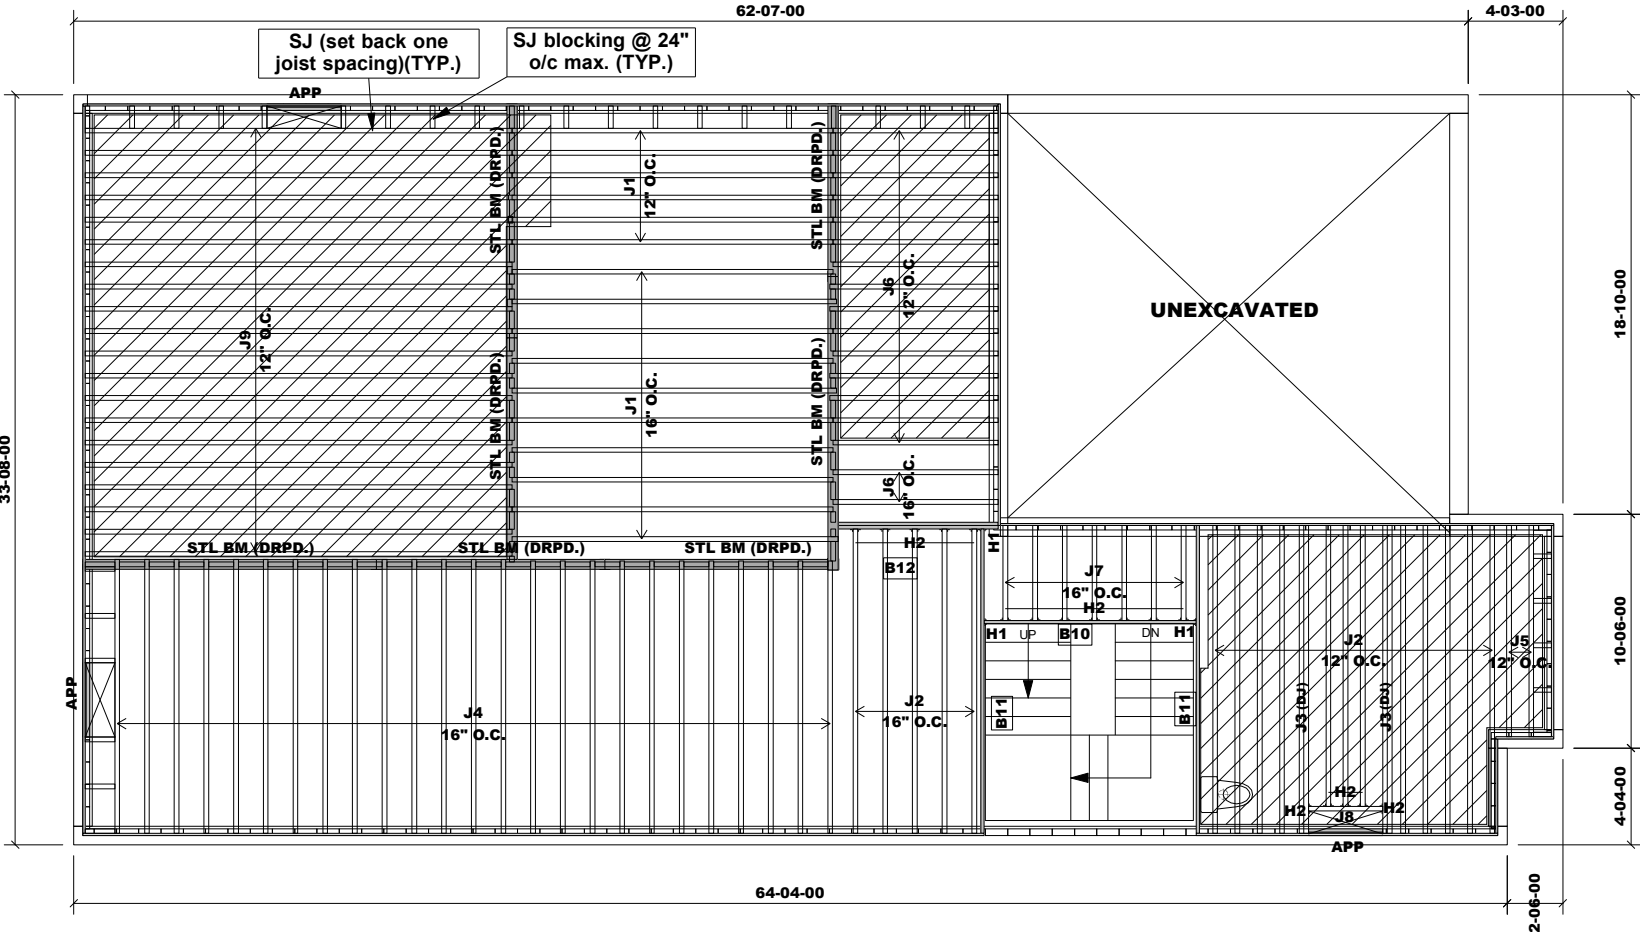 62-07-00
4-03-00
SJ (set back one
joist spacing)(TYP.)
SJ blocking @ 24"
o/c max. (TYP.)
APP
STL BM (DRPD.)
STL BM (DRPD.)
J1
12" O.C.
J6
12" O.C.
UNEXCAVATED
18-10-00
J9
12" O.C.
STL BM (DRPD.)
STL BM (DRPD.)
J1
16" O.C.
33-08-00
J6
16" O.C.
STL BM (DRPD.)
STL BM (DRPD.)
STL BM (DRPD.)
H2
H1
B12
J7
16" O.C.
H2
H1
UP
B10
DN
H1
J2
12" O.C.
J5
12" O.C.
10-06-00
APP
J4
16" O.C.
J2
16" O.C.
B11
B11
J3 (DJ)
J3 (DJ)
H2
H2
H2
J8
APP
4-04-00
64-04-00
2-06-00